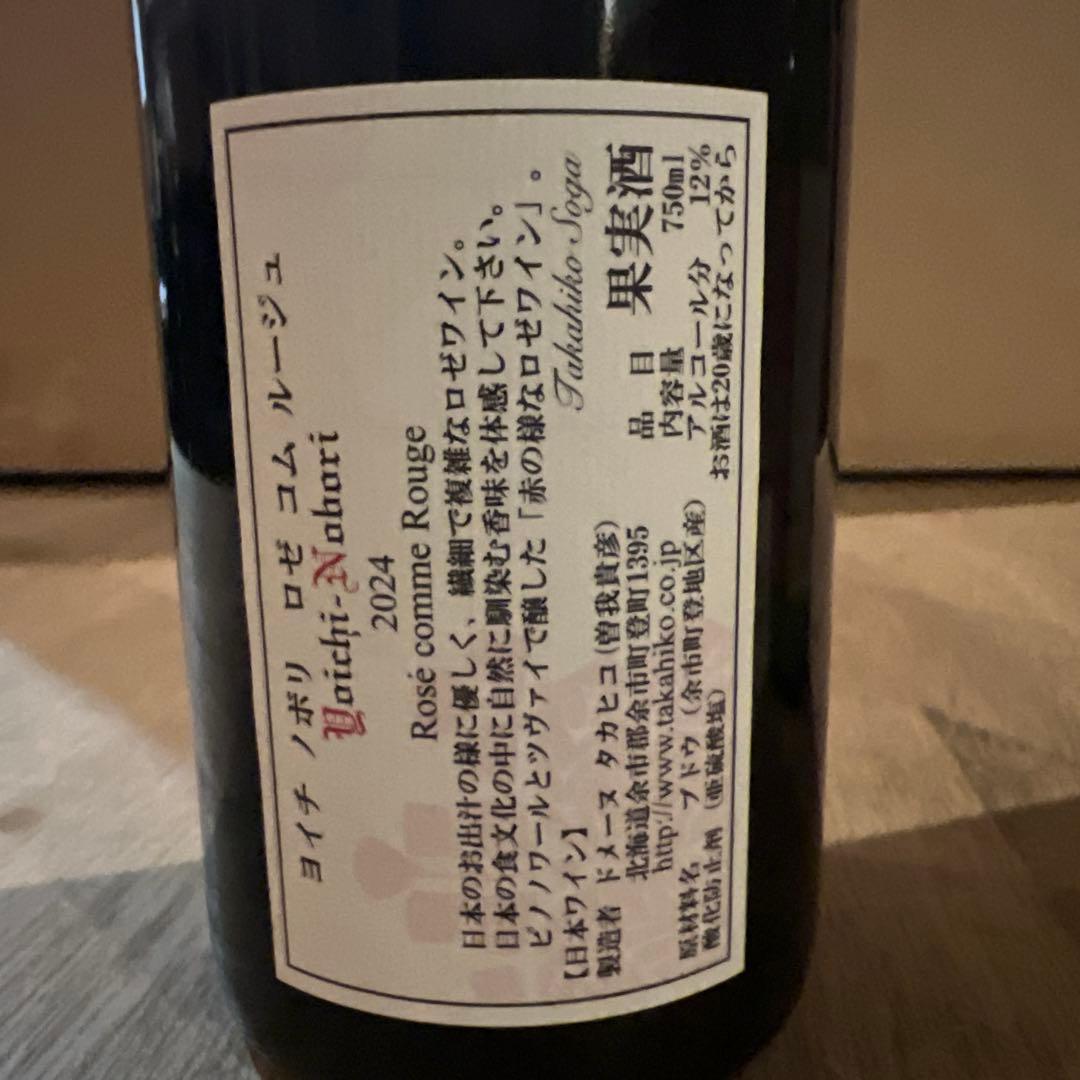 ヨイチ ノボリ ロゼ コム ルージュ
Yoichi-Nobori
2024
Rosé comme Rouge
日本のお出汁の様に優しく、繊細で複雑なロゼワイン。
日本の食文化の中に自然に馴染む香味を体感して下さい。
ピノノワールとツヴァイで醸した「赤の様なロゼワイン」。
Takahiko Soga
【日本ワイン】
製造者 ドメーヌ タカヒコ(曽我貴彦)
北海道余市郡余市町登町1395
http://www.takahiko.co.jp
原材料名 ブドウ(余市町登地区産)
酸化防止剤(亜硫酸塩)
品目 果実酒
内容量 750ml
アルコール分 12%
お酒は20歳になってから